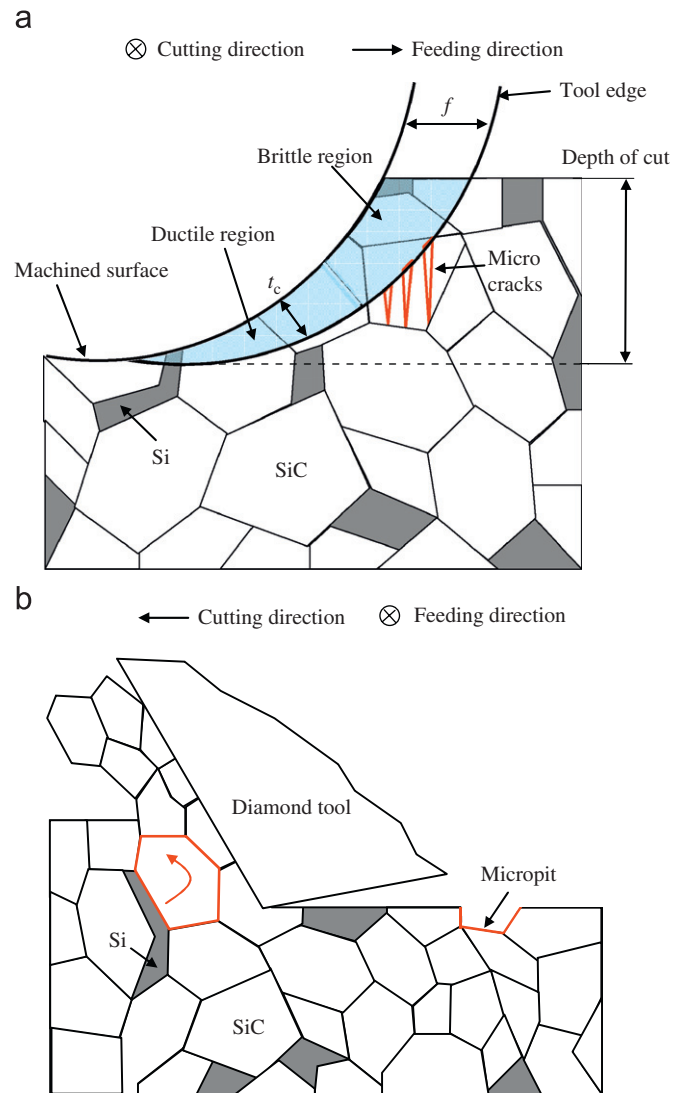 a
⊗ Cutting direction → Feeding direction
Tool edge
f
Brittle region
Depth of cut
Ductile region
t_c
Machined surface
Micro
cracks
Si
SiC
b
← Cutting direction ⊗ Feeding direction
Diamond tool
Micropit
Si
SiC